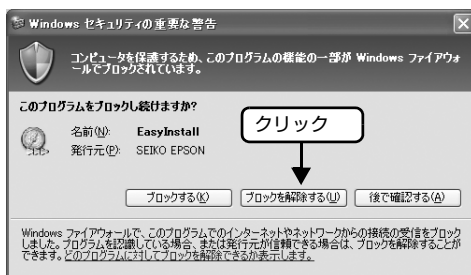 Windows セキュリティの重要な警告
コンピュータを保護するため、このプログラムの機能の一部が Windows ファイアウォ
ールでブロックされています。
このプログラムをブロックし続けますか?
名前(N): EasyInstall
発行元(P): SEIKO EPSON
クリック
ブロックする(K) ブロックを解除する(U) 後で確認する(A)
Windows ファイアウォールで、このプログラムでのインターネットやネットワークからの接続の受信をブロック
しました。プログラムを認識している場合、または発行元が信頼できる場合は、ブロックを解除することが
できます。どのプログラムに対してブロックを解除できるか表示します。